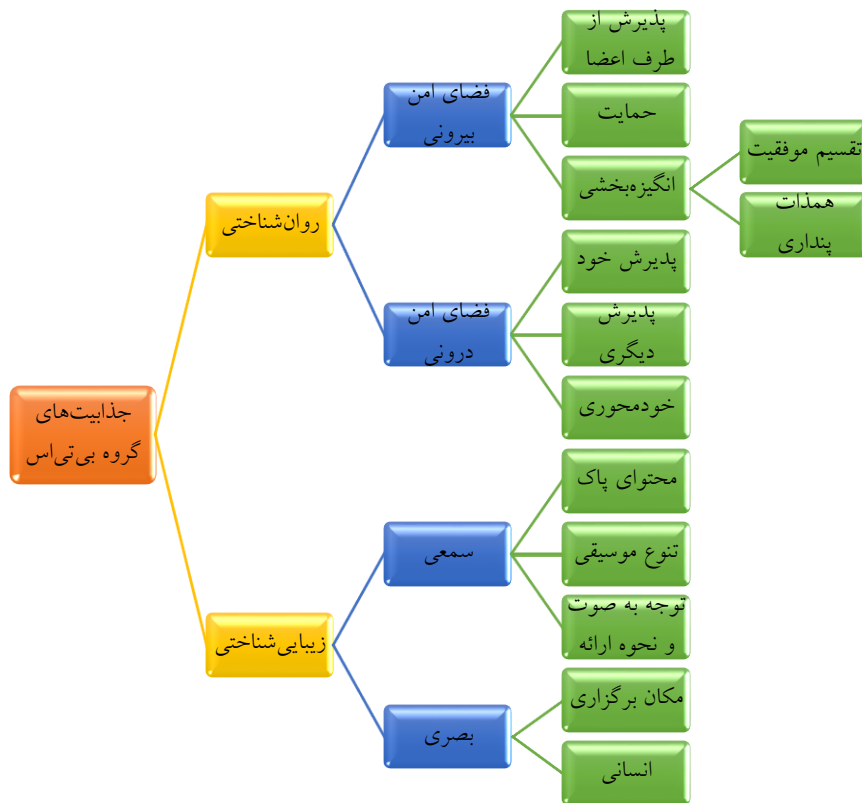 جذابیت‌های
گروه بی‌تی‌اس
روان‌شناختی
فضای امن
بیرونی
پذیرش از
طرف اعضا
حمایت
انگیزه‌بخشی
تقسیم موفقیت
همذات
پنداری
فضای امن
درونی
پدیرش خود
پدیرش
دیگری
خودمحوری
زیبایی‌شناختی
سمعی
محتوای پاک
تنوع موسیقی
توجه به صوت
و نحوه ارائه
بصری
مکان برگزاری
انسانی